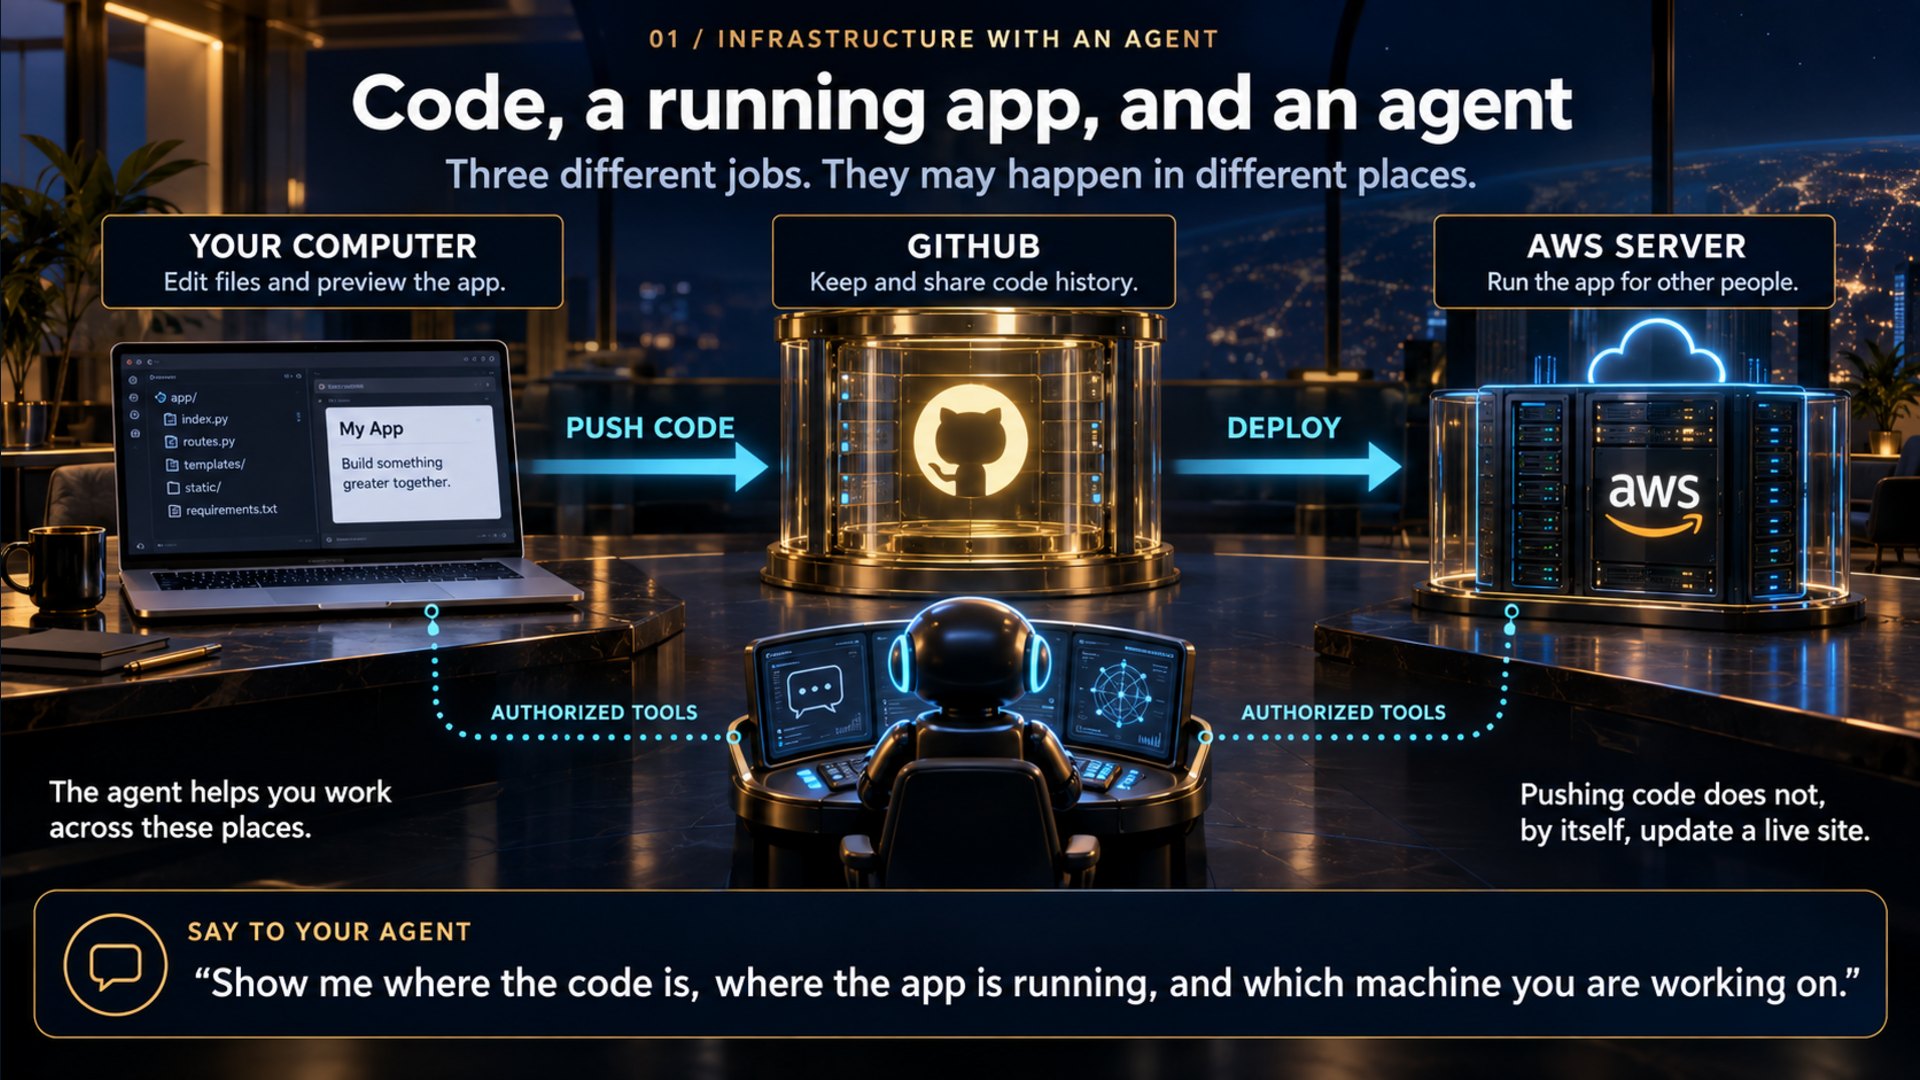 01 / INFRASTRUCTURE WITH AN AGENT
Code, a running app, and an agent
Three different jobs. They may happen in different places.
YOUR COMPUTER
Edit files and preview the app.
GITHUB
Keep and share code history.
AWS SERVER
Run the app for other people.
app/
index.py
routes.py
templates/
static/
requirements.txt
My App
Build something
greater together.
PUSH CODE
DEPLOY
aws
AUTHORIZED TOOLS
AUTHORIZED TOOLS
The agent helps you work
across these places.
Pushing code does not,
by itself, update a live site.
SAY TO YOUR AGENT
“Show me where the code is, where the app is running, and which machine you are working on.”